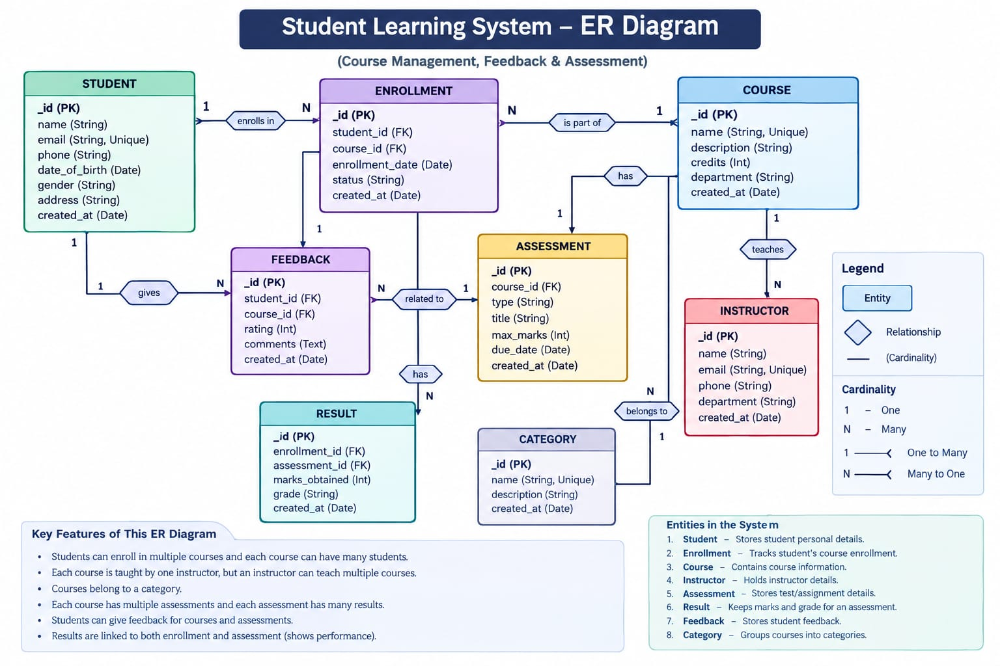 Student Learning System – ER Diagram
(Course Management, Feedback & Assessment)
STUDENT
_id (PK)
name (String)
email (String, Unique)
phone (String)
date_of_birth (Date)
gender (String)
address (String)
created_at (Date)
1
enrolls in
N
ENROLLMENT
_id (PK)
student_id (FK)
course_id (FK)
enrollment_date (Date)
status (String)
created_at (Date)
N
is part of
1
COURSE
_id (PK)
name (String, Unique)
description (String)
credits (Int)
department (String)
created_at (Date)
has
1
1
1
teaches
N
1
1
gives
N
FEEDBACK
_id (PK)
student_id (FK)
course_id (FK)
rating (Int)
comments (Text)
created_at (Date)
N
related to
1
ASSESSMENT
_id (PK)
course_id (FK)
type (String)
title (String)
max_marks (Int)
due_date (Date)
created_at (Date)
INSTRUCTOR
_id (PK)
name (String)
email (String, Unique)
phone (String)
department (String)
created_at (Date)
has
N
RESULT
_id (PK)
enrollment_id (FK)
assessment_id (FK)
marks_obtained (Int)
grade (String)
created_at (Date)
N
belongs to
1
CATEGORY
_id (PK)
name (String, Unique)
description (String)
created_at (Date)
Legend
Entity
Relationship
(Cardinality)
Cardinality
1 – One
N – Many
1 One to Many
N Many to One
Key Features of This ER Diagram
• Students can enroll in multiple courses and each course can have many students.
• Each course is taught by one instructor, but an instructor can teach multiple courses.
• Courses belong to a category.
• Each course has multiple assessments and each assessment has many results.
• Students can give feedback for courses and assessments.
• Results are linked to both enrollment and assessment (shows performance).
Entities in the System
1. Student – Stores student personal details.
2. Enrollment – Tracks student's course enrollment.
3. Course – Contains course information.
4. Instructor – Holds instructor details.
5. Assessment – Stores test/assignment details.
6. Result – Keeps marks and grade for an assessment.
7. Feedback – Stores student feedback.
8. Category – Groups courses into categories.